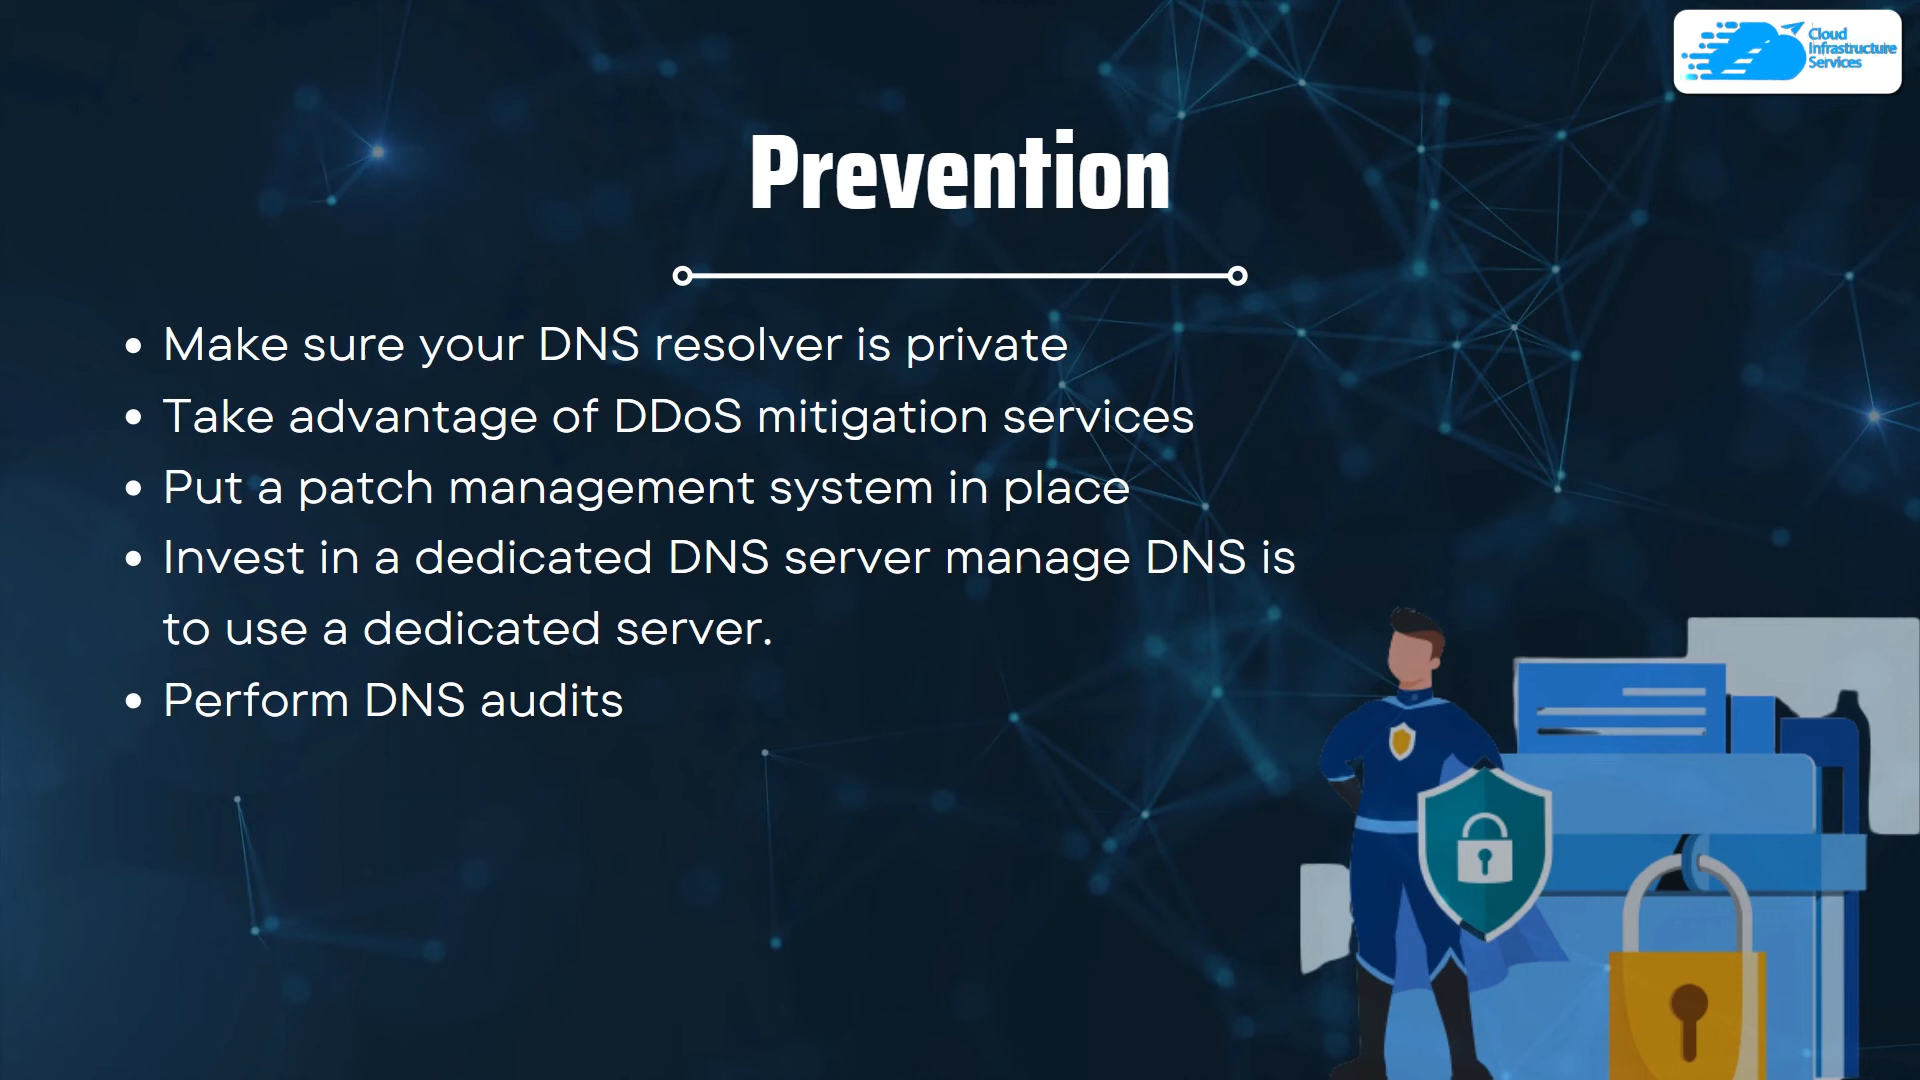 Cloud
Infrastructure
Services
Prevention
• Make sure your DNS resolver is private
• Take advantage of DDoS mitigation services
• Put a patch management system in place
• Invest in a dedicated DNS server manage DNS is
to use a dedicated server.
• Perform DNS audits